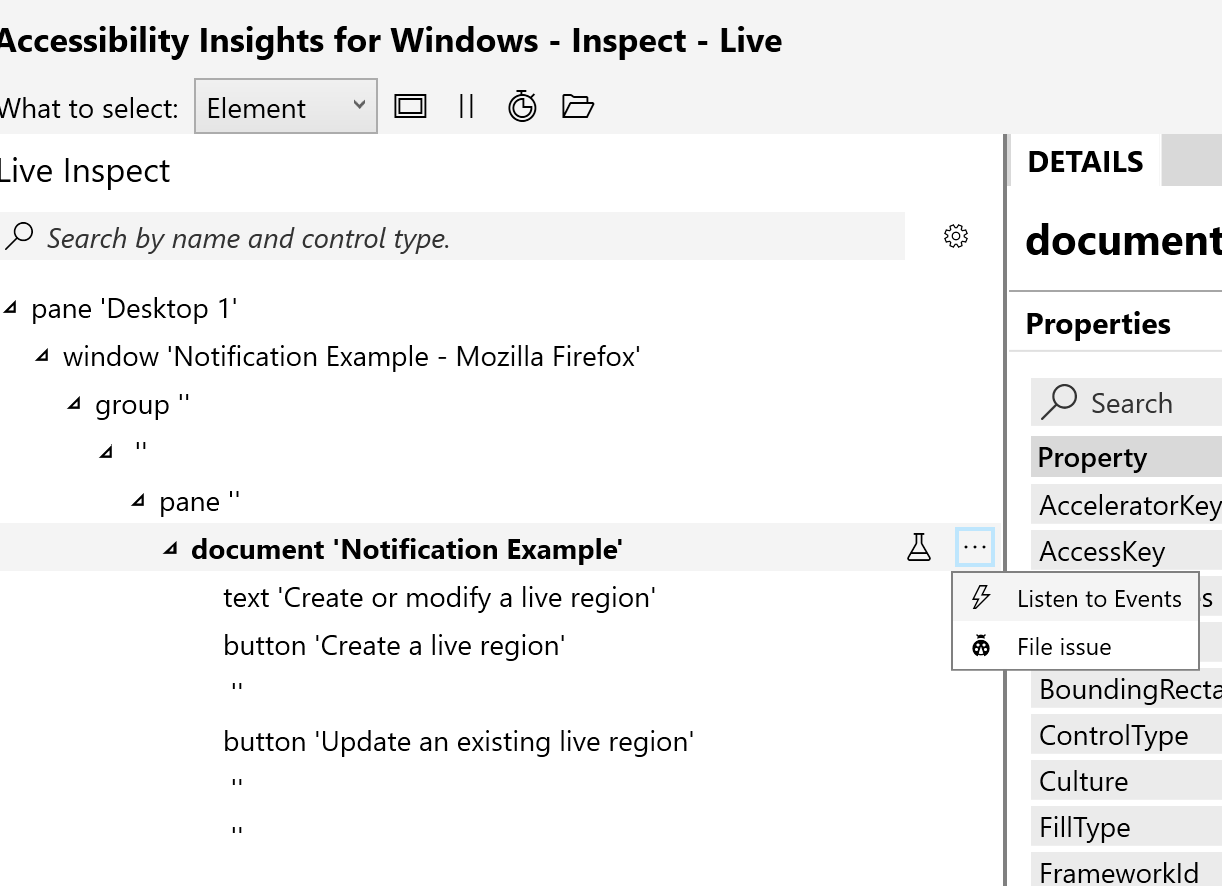 Accessibility Insights for Windows - Inspect - Live
What to select: Element
Live Inspect
Search by name and control type.
pane 'Desktop 1'
window 'Notification Example - Mozilla Firefox'
group ''
''
pane ''
document 'Notification Example'
text 'Create or modify a live region'
button 'Create a live region'
''
button 'Update an existing live region'
''
''
Listen to Events
File issue
DETAILS
document
Properties
Search
Property
AcceleratorKey
AccessKey
s
BoundingRecta
ControlType
Culture
FillType
FrameworkId